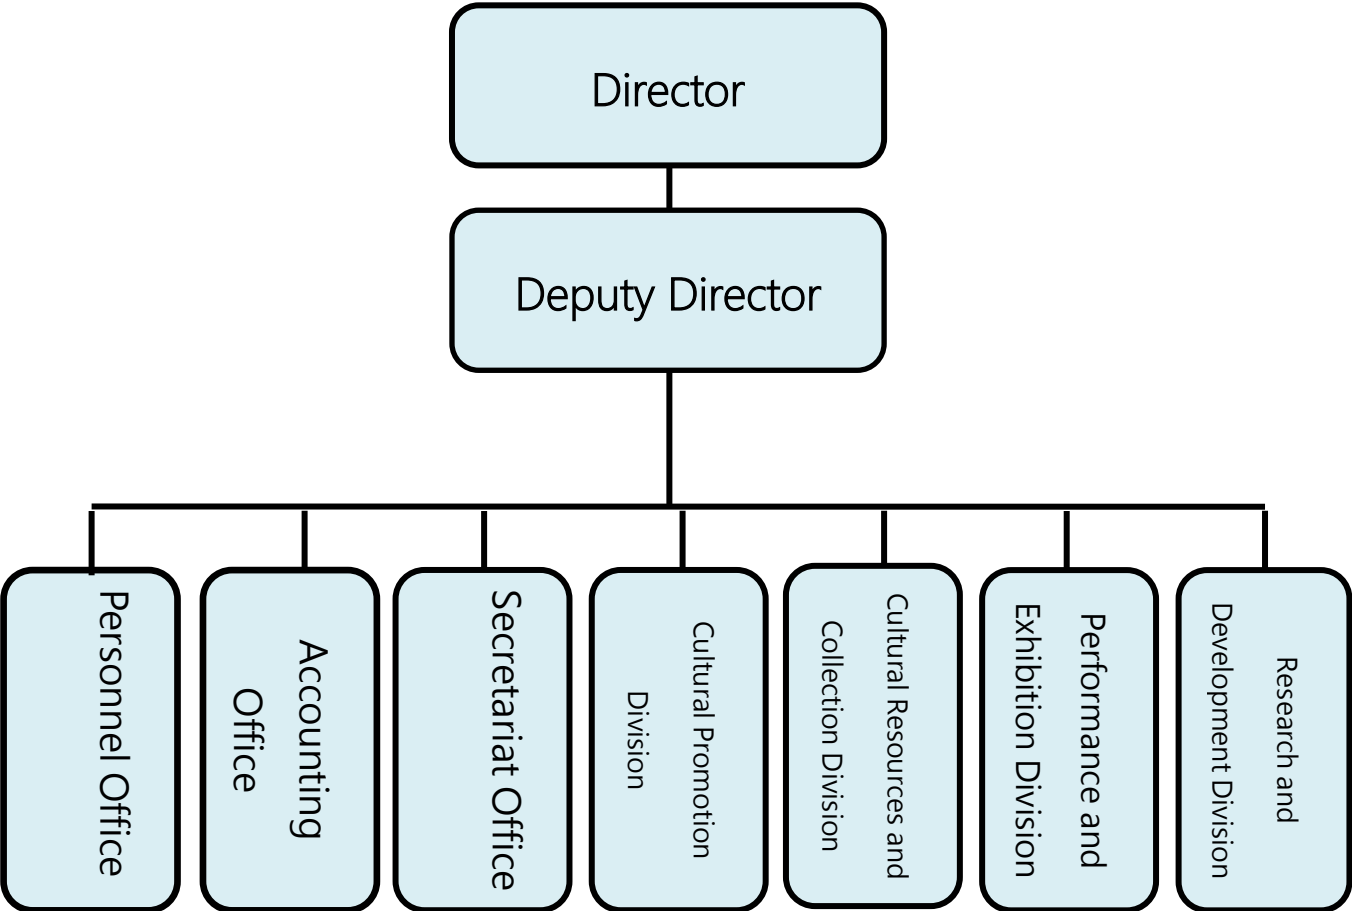 Director
Deputy Director
Personnel Office
Accounting
Office
Secretariat Office
Cultural Promotion
Division
Cultural Resources and
Collection Division
Performance and
Exhibition Division
Research and
Development Division